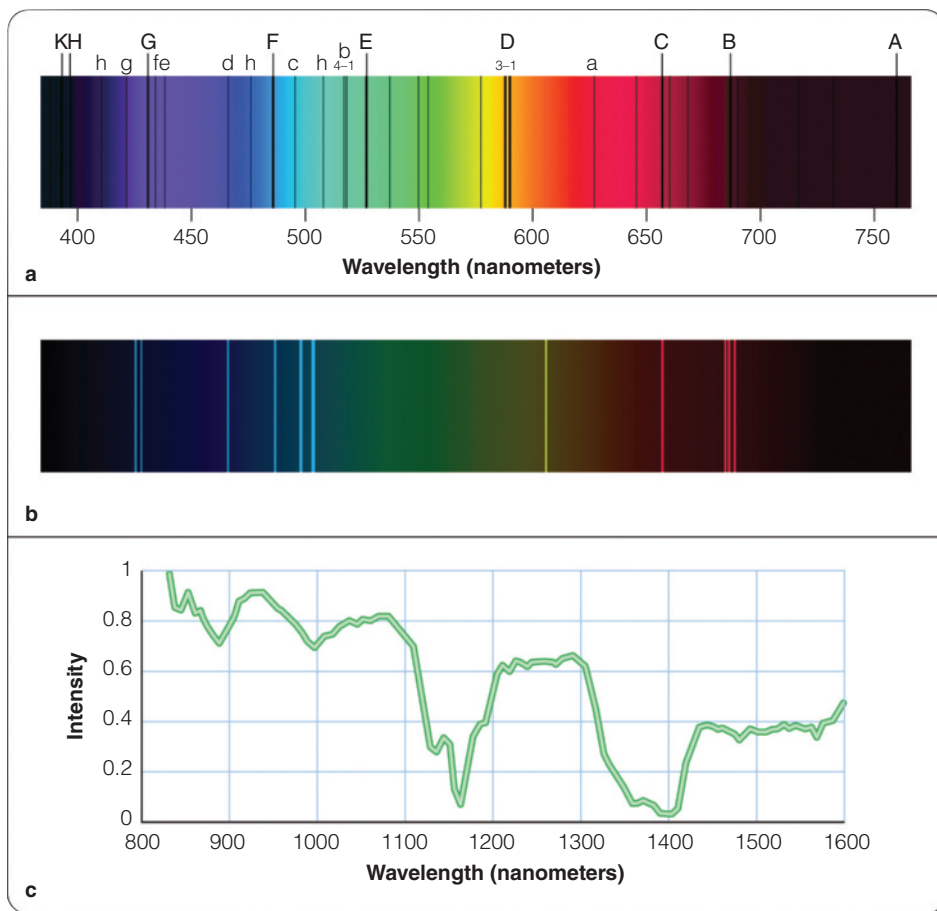 KH G F E D C B A
h g fe d h c h b a
4–1 3–1
400 450 500 550 600 650 700 750
Wavelength (nanometers)
a
b
1
0.8
0.6
0.4
0.2
0
Intensity
800 900 1000 1100 1200 1300 1400 1500 1600
Wavelength (nanometers)
c